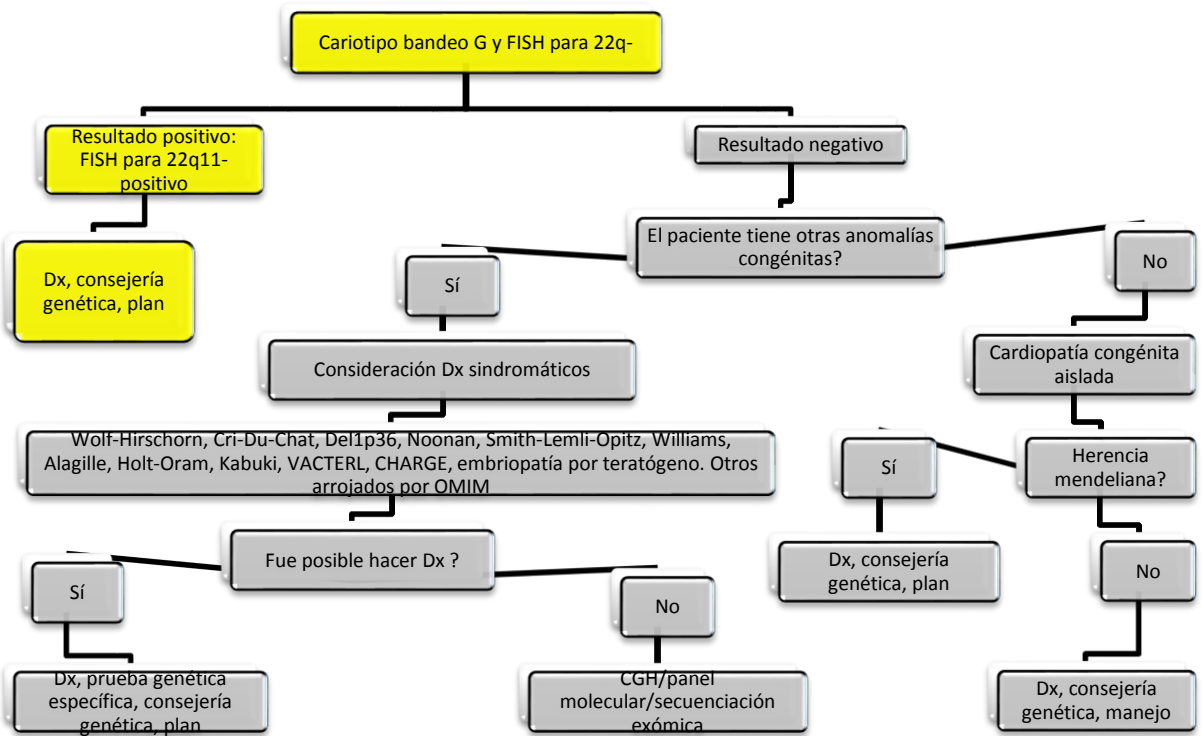 Cariotipo bandeo G y FISH para 22q-
Resultado positivo:
FISH para 22q11-
positivo
Resultado negativo
Dx, consejería
genética, plan
El paciente tiene otras anomalías
congénitas?
Sí
No
Consideración Dx sindromáticos
Cardiopatía congénita
aislada
Wolf-Hirschorn, Cri-Du-Chat, Del1p36, Noonan, Smith-Lemli-Opitz, Williams,
Alagille, Holt-Oram, Kabuki, VACTERL, CHARGE, embriopatía por teratógeno. Otros
arrojados por OMIM
Sí
Herencia
mendeliana?
Fue posible hacer Dx ?
Dx, consejería
genética, plan
No
Sí
No
Dx, prueba genética
específica, consejería
genética, plan
CGH/panel
molecular/secuenciación
exómica
Dx, consejería
genética, manejo